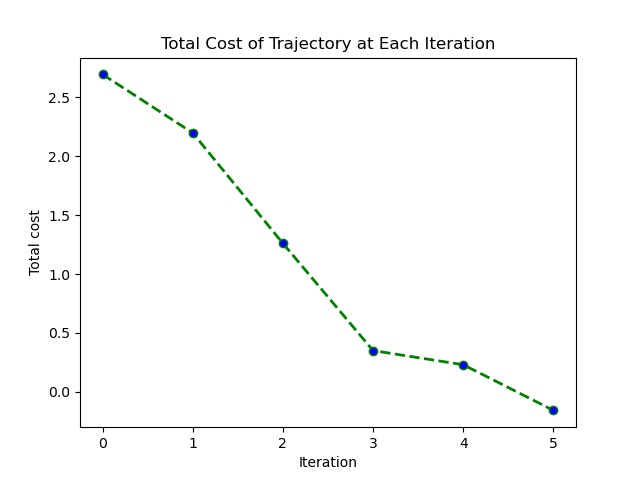 Total Cost of Trajectory at Each Iteration
Total cost
2.5
2.0
1.5
1.0
0.5
0.0
0 1 2 3 4 5
Iteration